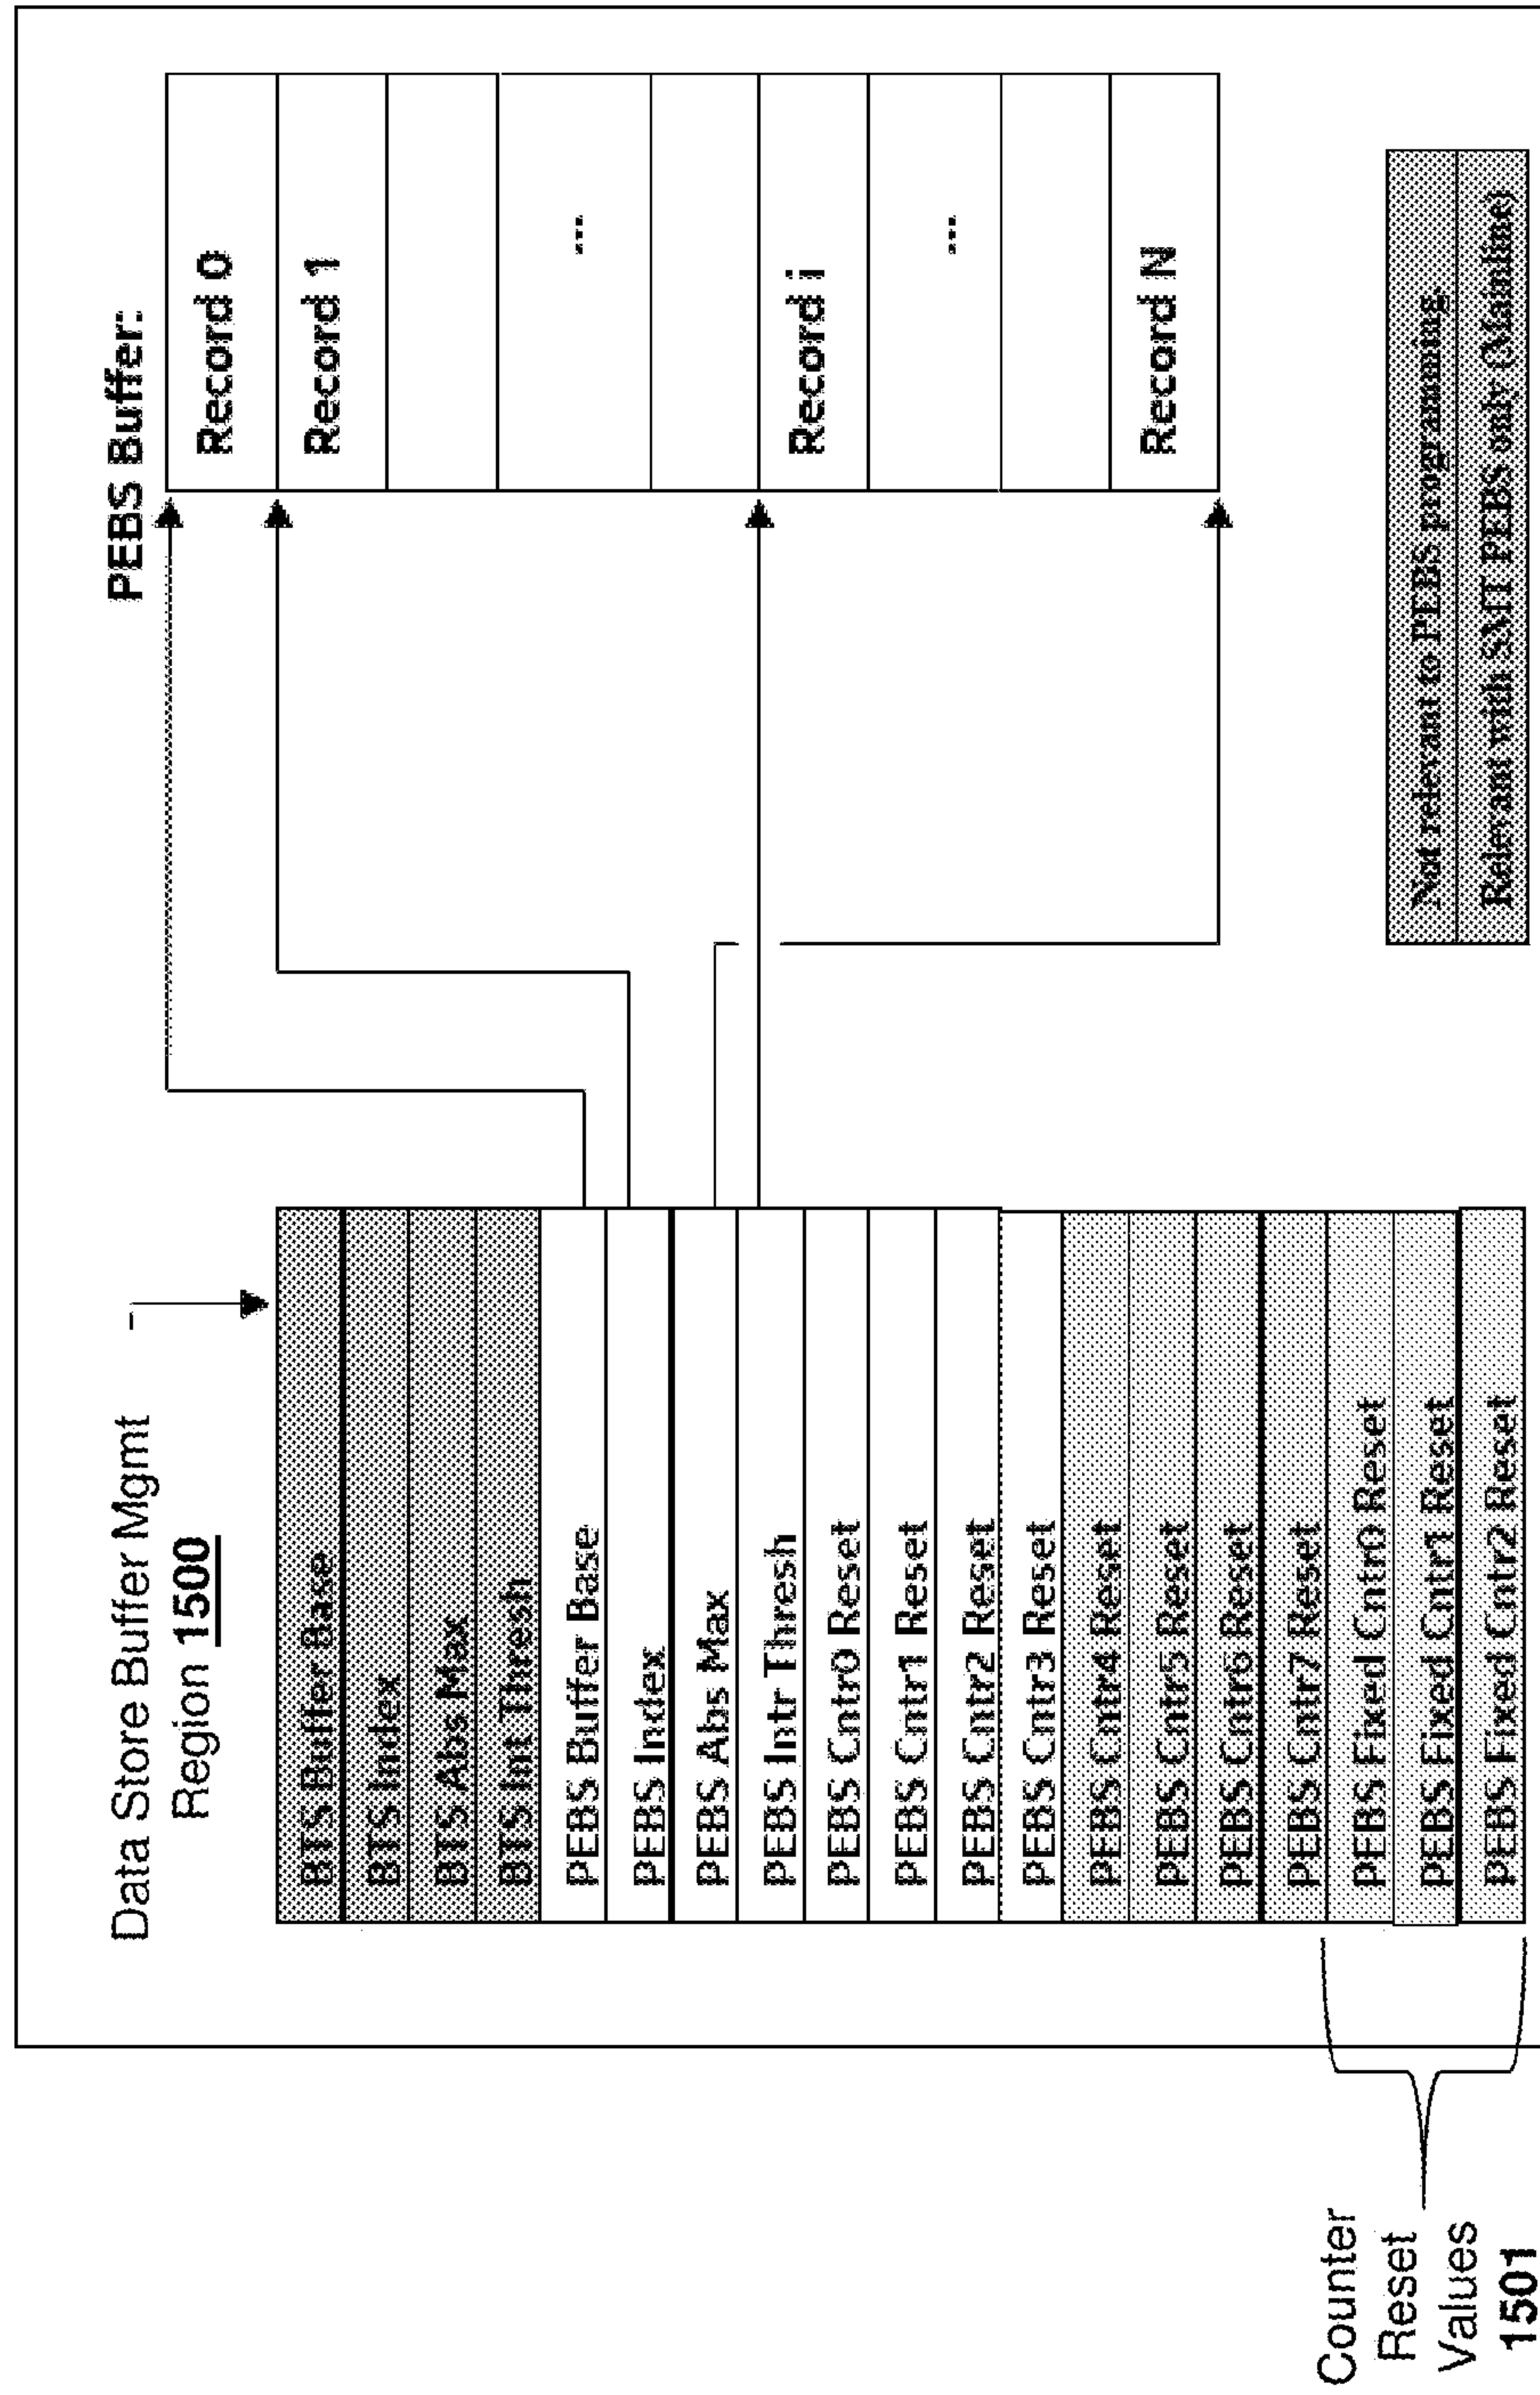 Data Store Buffer Mgmt
Region 1500
BTS Buffer Base
BTS Index
BTS Abs Max
BTS Int Thresh
PEBS Buffer Base
PEBS Index
PEBS Abs Max
PEBS Intr Thresh
PEBS Cntr0 Reset
PEBS Cntr1 Reset
PEBS Cntr2 Reset
PEBS Cntr3 Reset
PEBS Cntr4 Reset
PEBS Cntr5 Reset
PEBS Cntr6 Reset
PEBS Cntr7 Reset
PEBS Fixed Cntr0 Reset
PEBS Fixed Cntr1 Reset
PEBS Fixed Cntr2 Reset
Counter
Reset
Values
1501
PEBS Buffer:
Record 0
Record 1
...
Record i
...
Record N
Not relevant to PEBS programming.
Relevant with SMT PEBS only (Mainline)